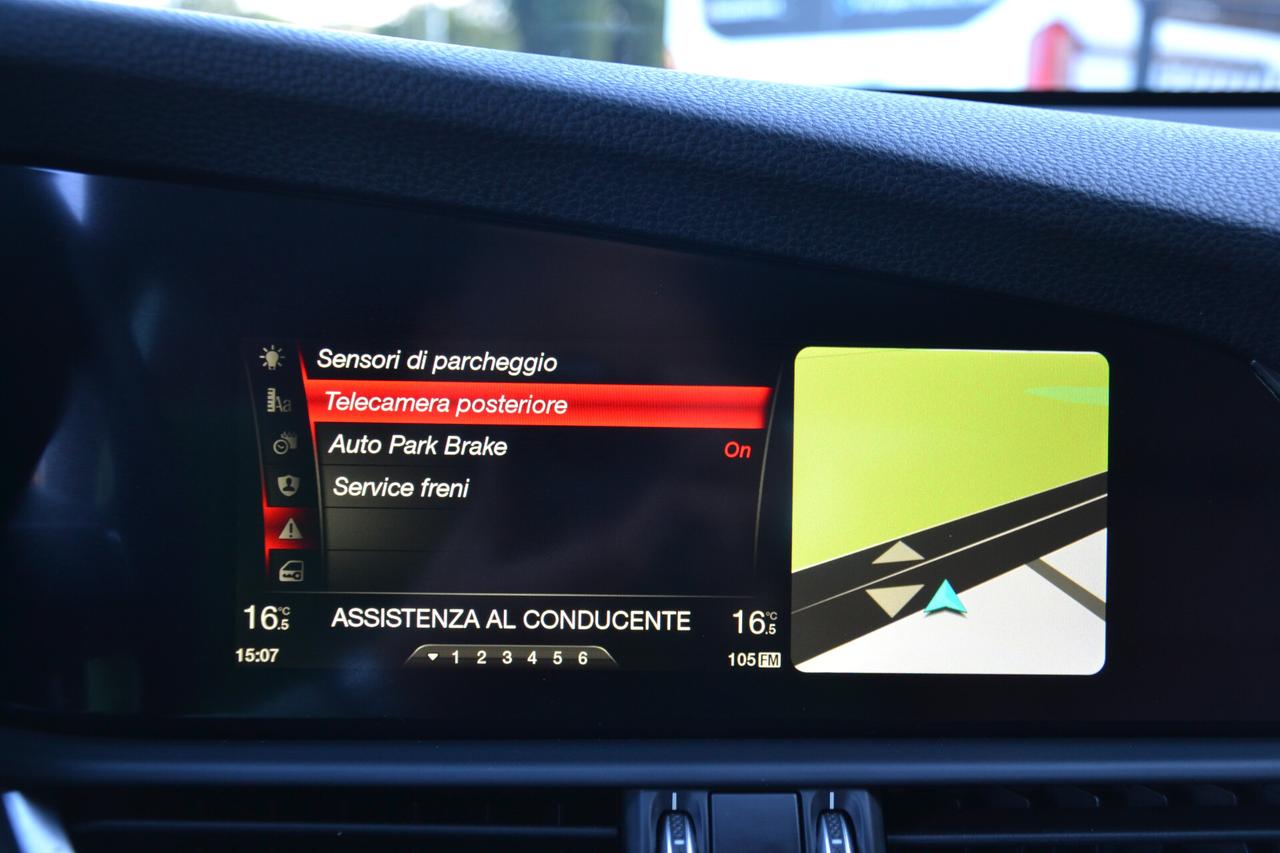 Sensori di parcheggio
Telecamera posteriore
Auto Park Brake On
Service freni
16.5 °C ASSISTENZA AL CONDUCENTE 16.5 °C
15:07 1 2 3 4 5 6 105 FM